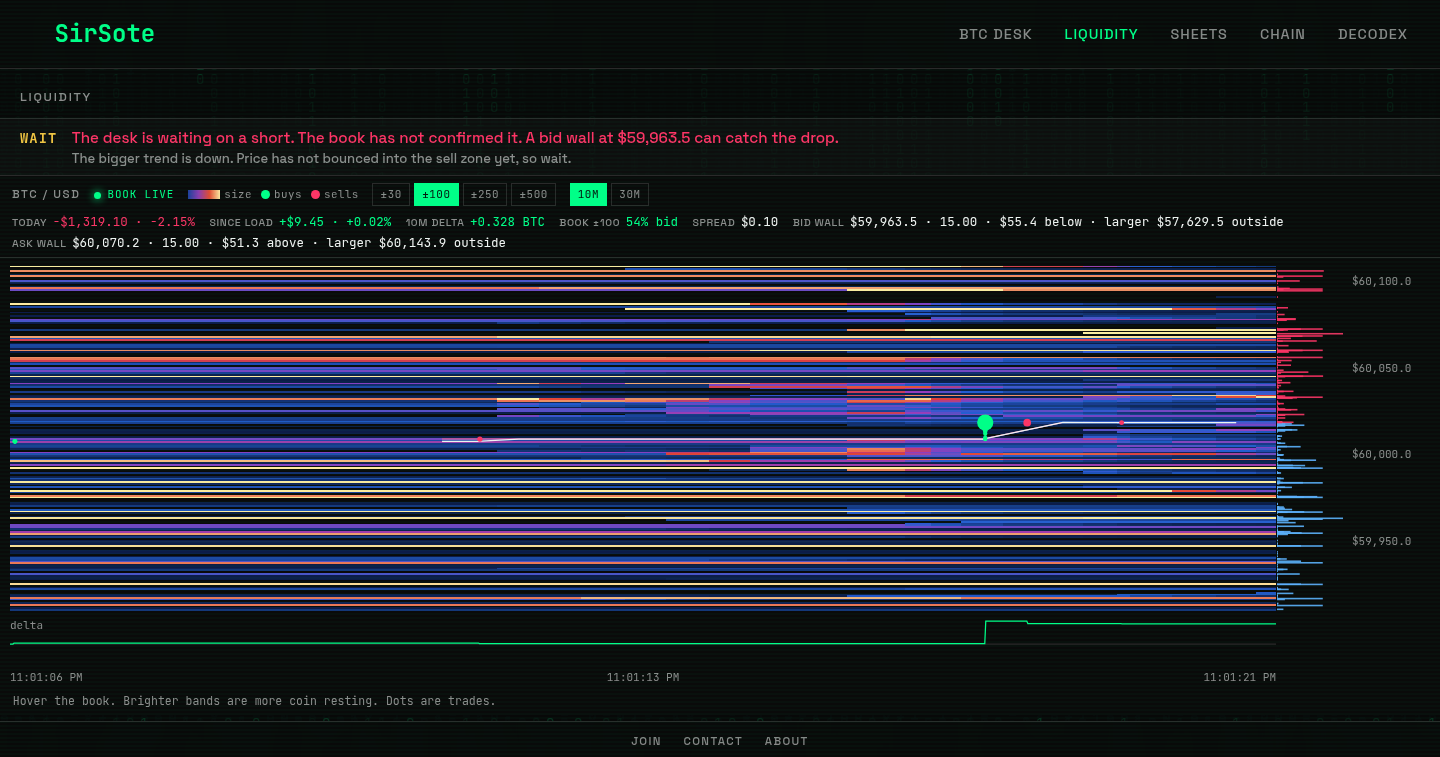 SirSote
BTC DESK LIQUIDITY SHEETS CHAIN DECODEX
LIQUIDITY
WAIT The desk is waiting on a short. The book has not confirmed it. A bid wall at $59,963.5 can catch the drop.
The bigger trend is down. Price has not bounced into the sell zone yet, so wait.
BTC / USD BOOK LIVE size buys sells ±30 ±100 ±250 ±500 10M 30M
TODAY -$1,319.10 · -2.15% SINCE LOAD +$9.45 · +0.02% 10M DELTA +0.328 BTC BOOK ±100 54% bid SPREAD $0.10 BID WALL $59,963.5 · 15.00 · $55.4 below · larger $57,629.5 outside
ASK WALL $60,070.2 · 15.00 · $51.3 above · larger $60,143.9 outside
$60,100.0
$60,050.0
$60,000.0
$59,950.0
delta
11:01:06 PM 11:01:13 PM 11:01:21 PM
Hover the book. Brighter bands are more coin resting. Dots are trades.
JOIN CONTACT ABOUT